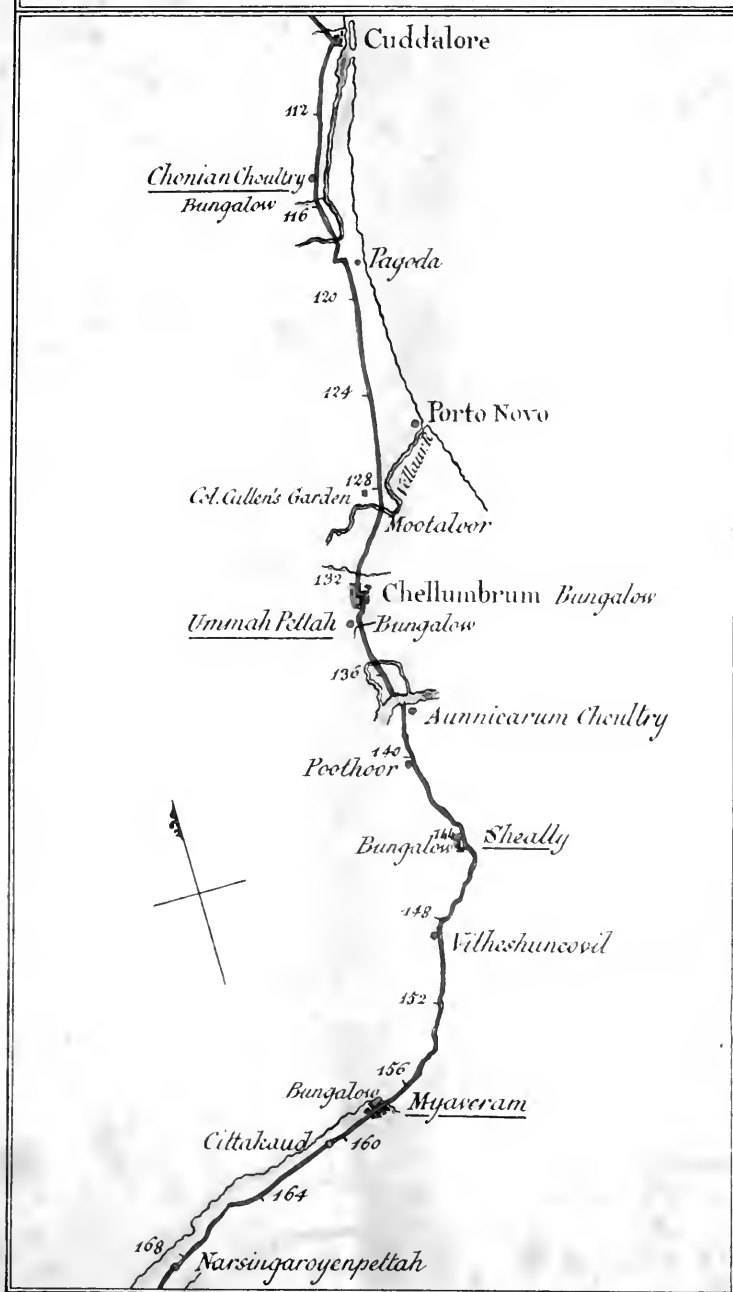 Cuddalore
112
Chonian Choultry
Bungalow
116
Pagoda
120
124
Porto Novo
Vellaur R.
128
Col. Cullen's Garden
Mootaloor
132
Chellumbrum Bungalow
Ummah Pettah
Bungalow
136
Aunnicarum Choultry
140
Poothoor
144
Sheally
Bungalow
148
Vitheshuncovil
152
156
Bungalow
Myaveram
Cittakaud
160
164
168
Narsingaroyenpettah